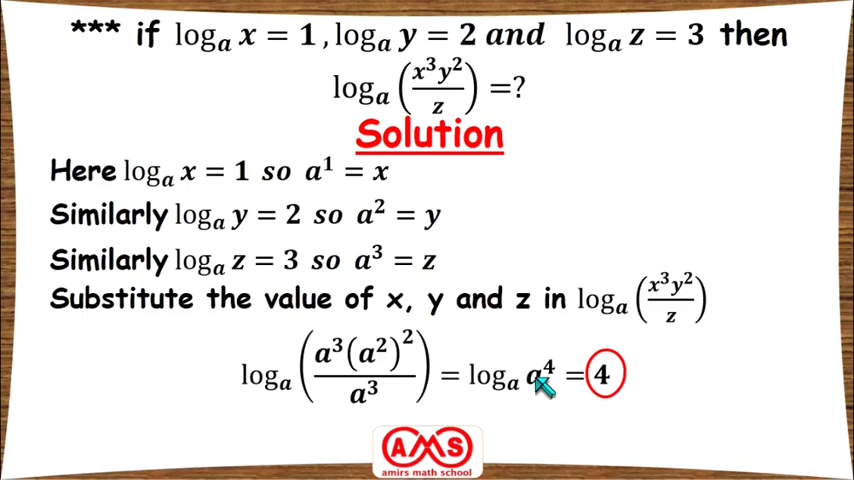 *** if logₐ x = 1 , logₐ y = 2 and logₐ z = 3 then
logₐ (x³y²/z) =?
Solution
Here logₐ x = 1 so a¹ = x
Similarly logₐ y = 2 so a² = y
Similarly logₐ z = 3 so a³ = z
Substitute the value of x, y and z in logₐ (x³y²/z)
logₐ (a³(a²)²/a³) = logₐ a⁴ = 4
AMS
amirs math school